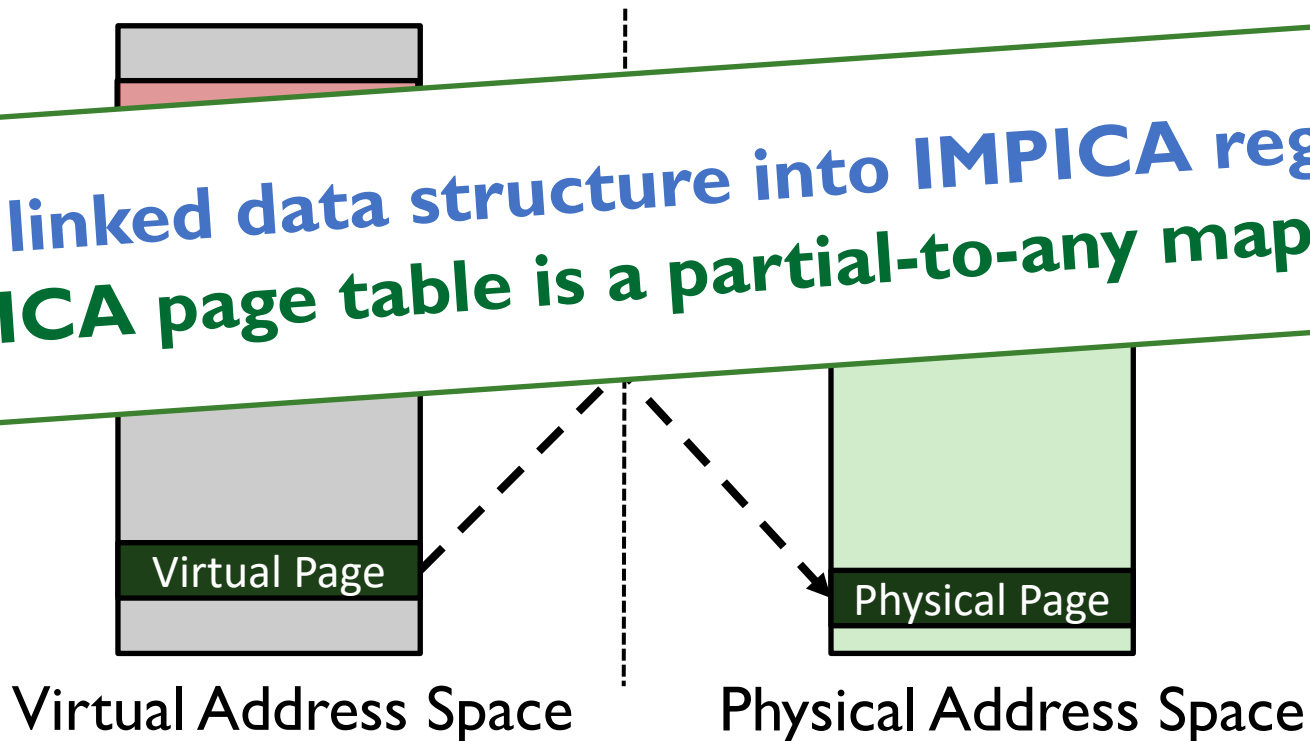 linked data structure into IMPICA reg
ICA page table is a partial-to-any map
Virtual Page
Physical Page
Virtual Address Space
Physical Address Space